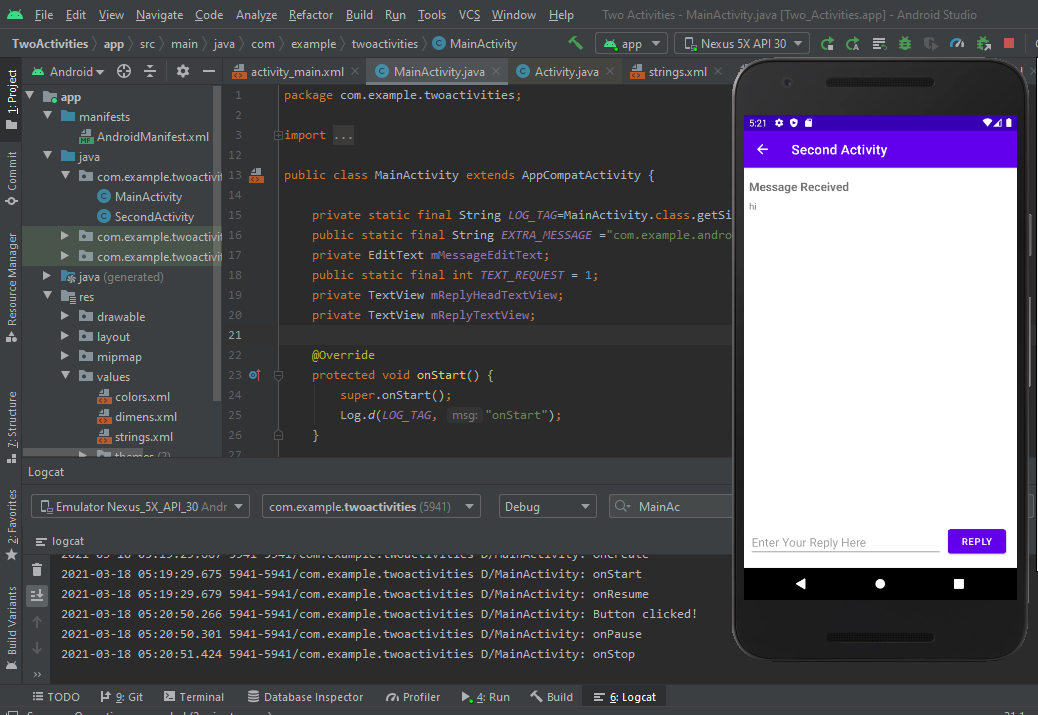 File Edit View Navigate Code Analyze Refactor Build Run Tools VCS Window Help Two Activities - MainActivity.java [Two_Activities.app] - Android Studio
TwoActivities app src main java com example twoactivities MainActivity app Nexus 5X API 30
Android activity_main.xml MainActivity.java Activity.java strings.xml
1: Project
Commit
Resource Manager
7: Structure
2: Favorites
Build Variants
app
manifests
AndroidManifest.xml
java
com.example.twoactivi
MainActivity
SecondActivity
com.example.twoactivi
com.example.twoactivi
java (generated)
res
drawable
layout
mipmap
values
colors.xml
dimens.xml
strings.xml
themes (2)
1 package com.example.twoactivities;
2
3 import ...
12
13 public class MainActivity extends AppCompatActivity {
14
15 private static final String LOG_TAG=MainActivity.class.getSi
16 public static final String EXTRA_MESSAGE ="com.example.andro
17 private EditText mMessageEditText;
18 public static final int TEXT_REQUEST = 1;
19 private TextView mReplyHeadTextView;
20 private TextView mReplyTextView;
21
22 @Override
23 protected void onStart() {
24 super.onStart();
25 Log.d(LOG_TAG, msg: "onStart");
26 }
27
5:21
Second Activity
Message Received
hi
Enter Your Reply Here REPLY
Logcat
Emulator Nexus_5X_API_30 Andr com.example.twoactivities (5941) Debug MainAc
logcat
2021-03-18 05:19:29.667 5941-5941/com.example.twoactivities D/MainActivity: onCreate
2021-03-18 05:19:29.675 5941-5941/com.example.twoactivities D/MainActivity: onStart
2021-03-18 05:19:29.679 5941-5941/com.example.twoactivities D/MainActivity: onResume
2021-03-18 05:20:50.266 5941-5941/com.example.twoactivities D/MainActivity: Button clicked!
2021-03-18 05:20:50.301 5941-5941/com.example.twoactivities D/MainActivity: onPause
2021-03-18 05:20:51.424 5941-5941/com.example.twoactivities D/MainActivity: onStop
TODO 9: Git Terminal Database Inspector Profiler 4: Run Build 6: Logcat